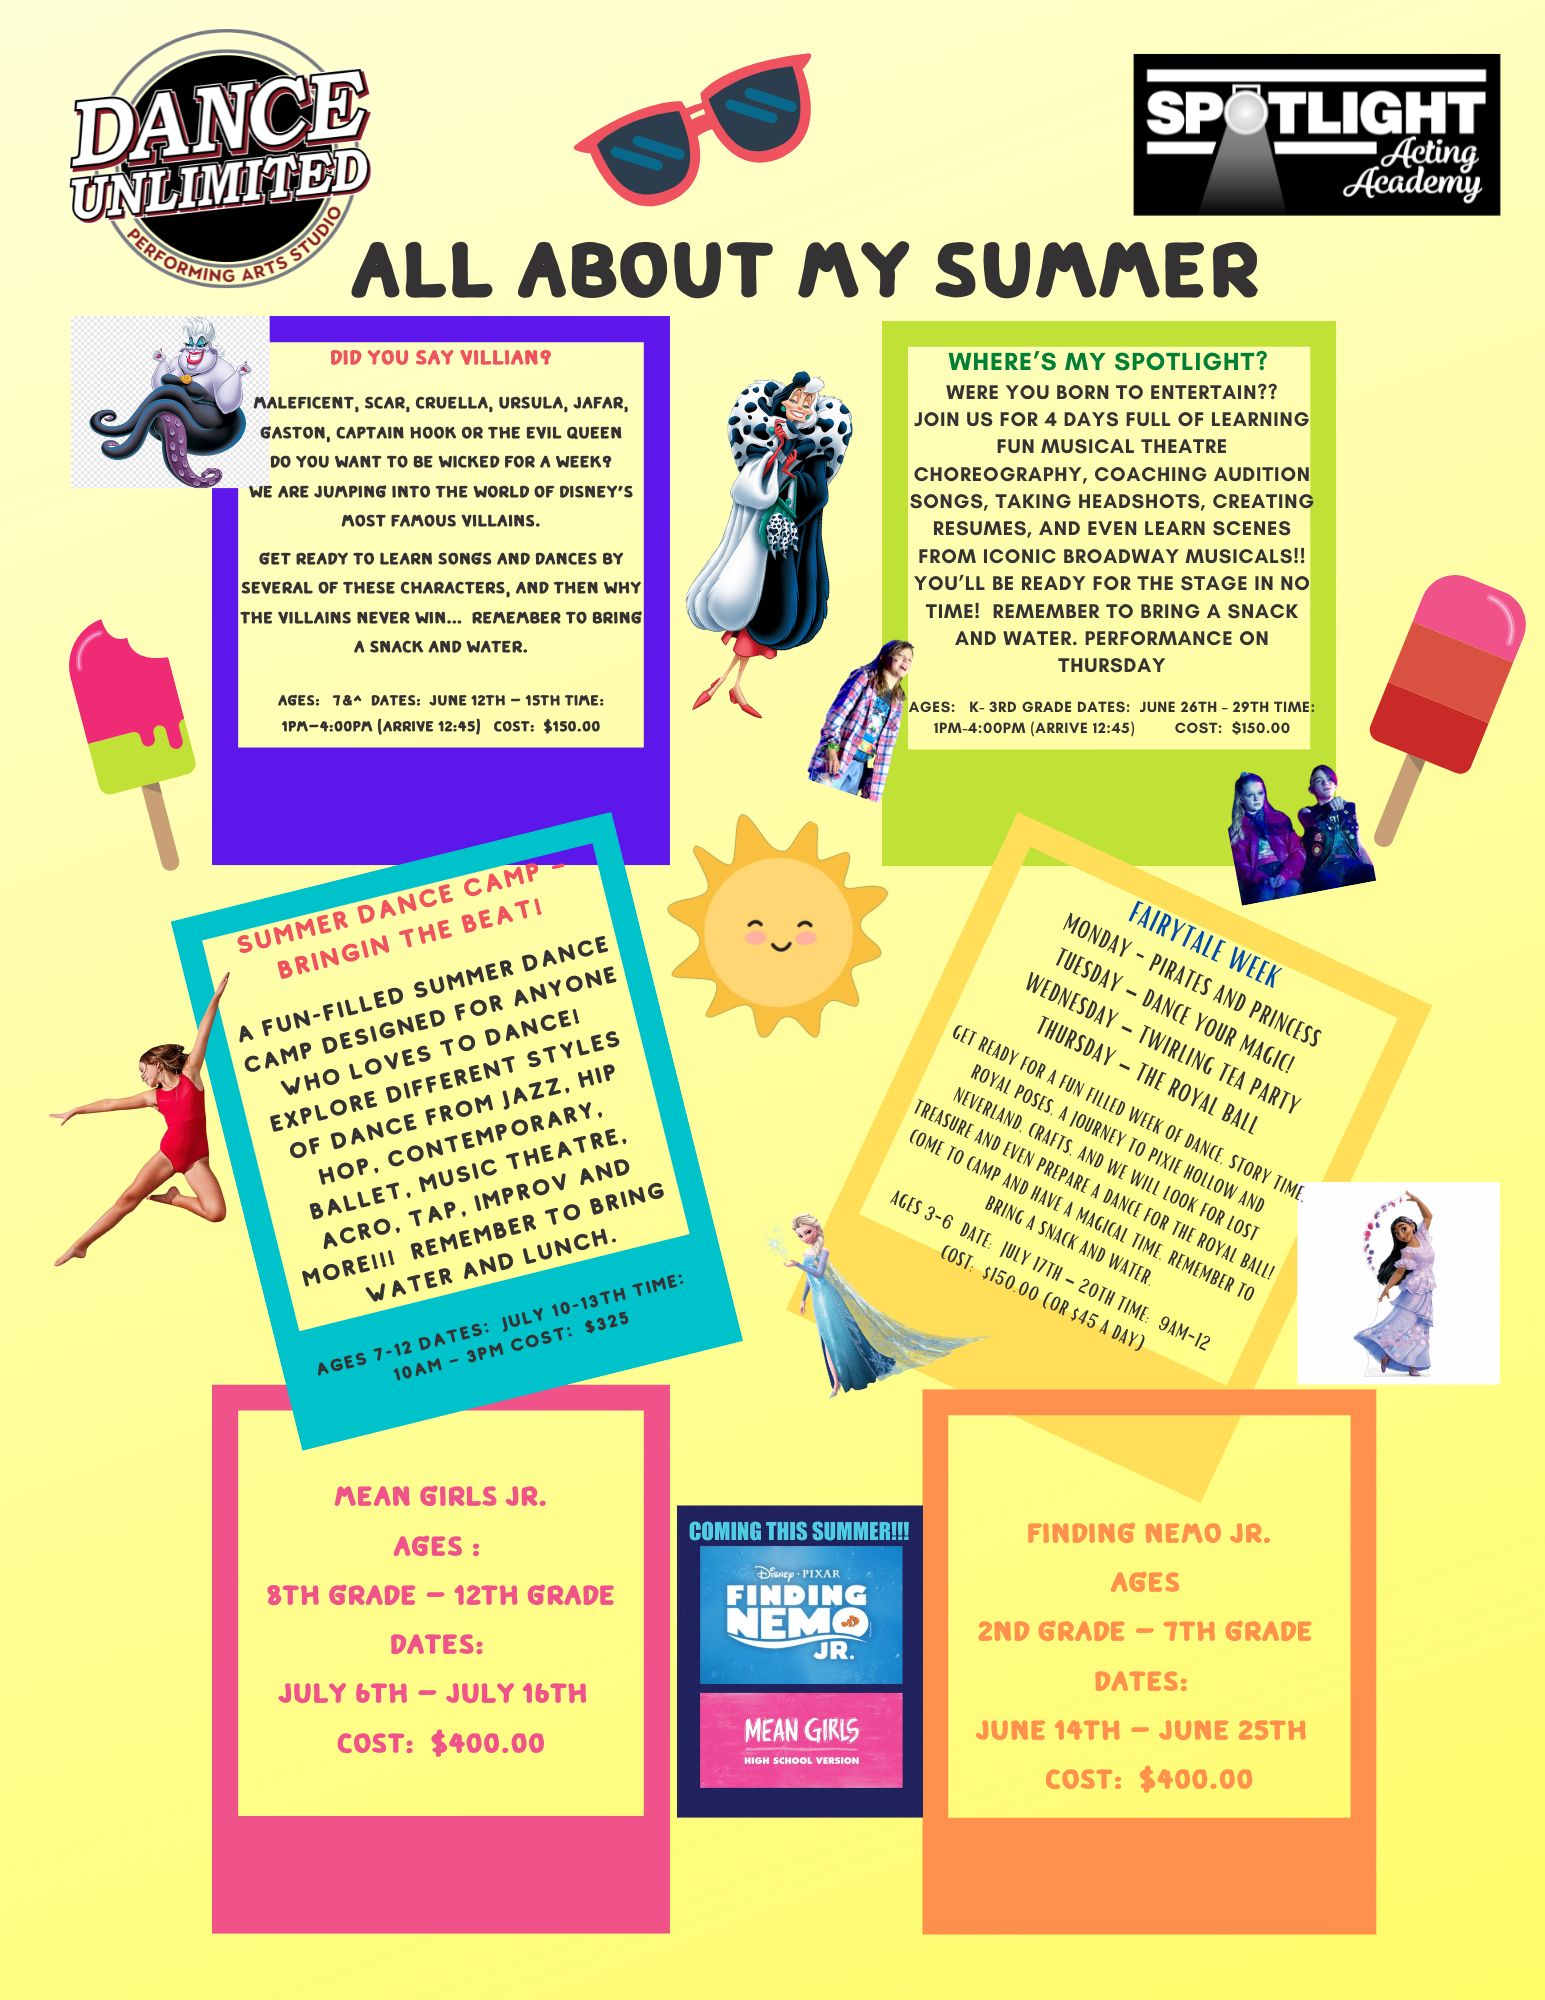 DANCE
UNLIMITED
PERFORMING ARTS STUDIO
SPOTLIGHT
Acting
Academy
ALL ABOUT MY SUMMER
DID YOU SAY VILLIAN?
MALEFICENT, SCAR, CRUELLA, URSULA, JAFAR,
GASTON, CAPTAIN HOOK OR THE EVIL QUEEN
DO YOU WANT TO BE WICKED FOR A WEEK?
WE ARE JUMPING INTO THE WORLD OF DISNEY'S
MOST FAMOUS VILLAINS.
GET READY TO LEARN SONGS AND DANCES BY
SEVERAL OF THESE CHARACTERS, AND THEN WHY
THE VILLAINS NEVER WIN... REMEMBER TO BRING
A SNACK AND WATER.
AGES: 7&^ DATES: JUNE 12TH – 15TH TIME:
1PM–4:00PM (ARRIVE 12:45) COST: $150.00
WHERE'S MY SPOTLIGHT?
WERE YOU BORN TO ENTERTAIN??
JOIN US FOR 4 DAYS FULL OF LEARNING
FUN MUSICAL THEATRE
CHOREOGRAPHY, COACHING AUDITION
SONGS, TAKING HEADSHOTS, CREATING
RESUMES, AND EVEN LEARN SCENES
FROM ICONIC BROADWAY MUSICALS!!
YOU'LL BE READY FOR THE STAGE IN NO
TIME! REMEMBER TO BRING A SNACK
AND WATER. PERFORMANCE ON
THURSDAY
AGES: K- 3RD GRADE DATES: JUNE 26TH - 29TH TIME:
1PM-4:00PM (ARRIVE 12:45) COST: $150.00
SUMMER DANCE CAMP -
BRINGIN THE BEAT!
A FUN-FILLED SUMMER DANCE
CAMP DESIGNED FOR ANYONE
WHO LOVES TO DANCE!
EXPLORE DIFFERENT STYLES
OF DANCE FROM JAZZ, HIP
HOP, CONTEMPORARY,
BALLET, MUSIC THEATRE,
ACRO, TAP, IMPROV AND
MORE!!! REMEMBER TO BRING
WATER AND LUNCH.
AGES 7-12 DATES: JULY 10-13TH TIME:
10AM – 3PM COST: $325
FAIRYTALE WEEK
MONDAY - PIRATES AND PRINCESS
TUESDAY – DANCE YOUR MAGIC!
WEDNESDAY – TWIRLING TEA PARTY
THURSDAY – THE ROYAL BALL
GET READY FOR A FUN FILLED WEEK OF DANCE, STORY TIME,
ROYAL POSES, A JOURNEY TO PIXIE HOLLOW AND
NEVERLAND, CRAFTS, AND WE WILL LOOK FOR LOST
TREASURE AND EVEN PREPARE A DANCE FOR THE ROYAL BALL!
COME TO CAMP AND HAVE A MAGICAL TIME. REMEMBER TO
BRING A SNACK AND WATER.
AGES 3-6 DATE: JULY 17TH – 20TH TIME: 9AM-12
COST: $150.00 (OR $45 A DAY)
MEAN GIRLS JR.
AGES :
8TH GRADE – 12TH GRADE
DATES:
JULY 6TH – JULY 16TH
COST: $400.00
COMING THIS SUMMER!!!
Disney · PIXAR
FINDING
NEMO
JR.
MEAN GIRLS
HIGH SCHOOL VERSION
FINDING NEMO JR.
AGES
2ND GRADE – 7TH GRADE
DATES:
JUNE 14TH – JUNE 25TH
COST: $400.00